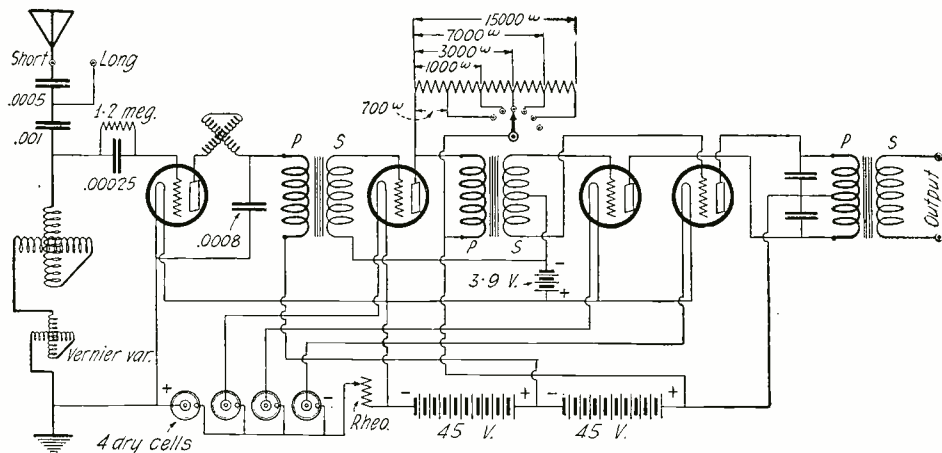 15000 ω
7000 ω
3000 ω
1000 ω
700 ω
Short
Long
.0005
.001
1·2 meg.
.00025
.0008
P
S
P
S
P
S
Output
3·9 V.
-
+
Vernier var.
+
-
4 dry cells
Rheo.
-
+
-
+
45 V.
45 V.